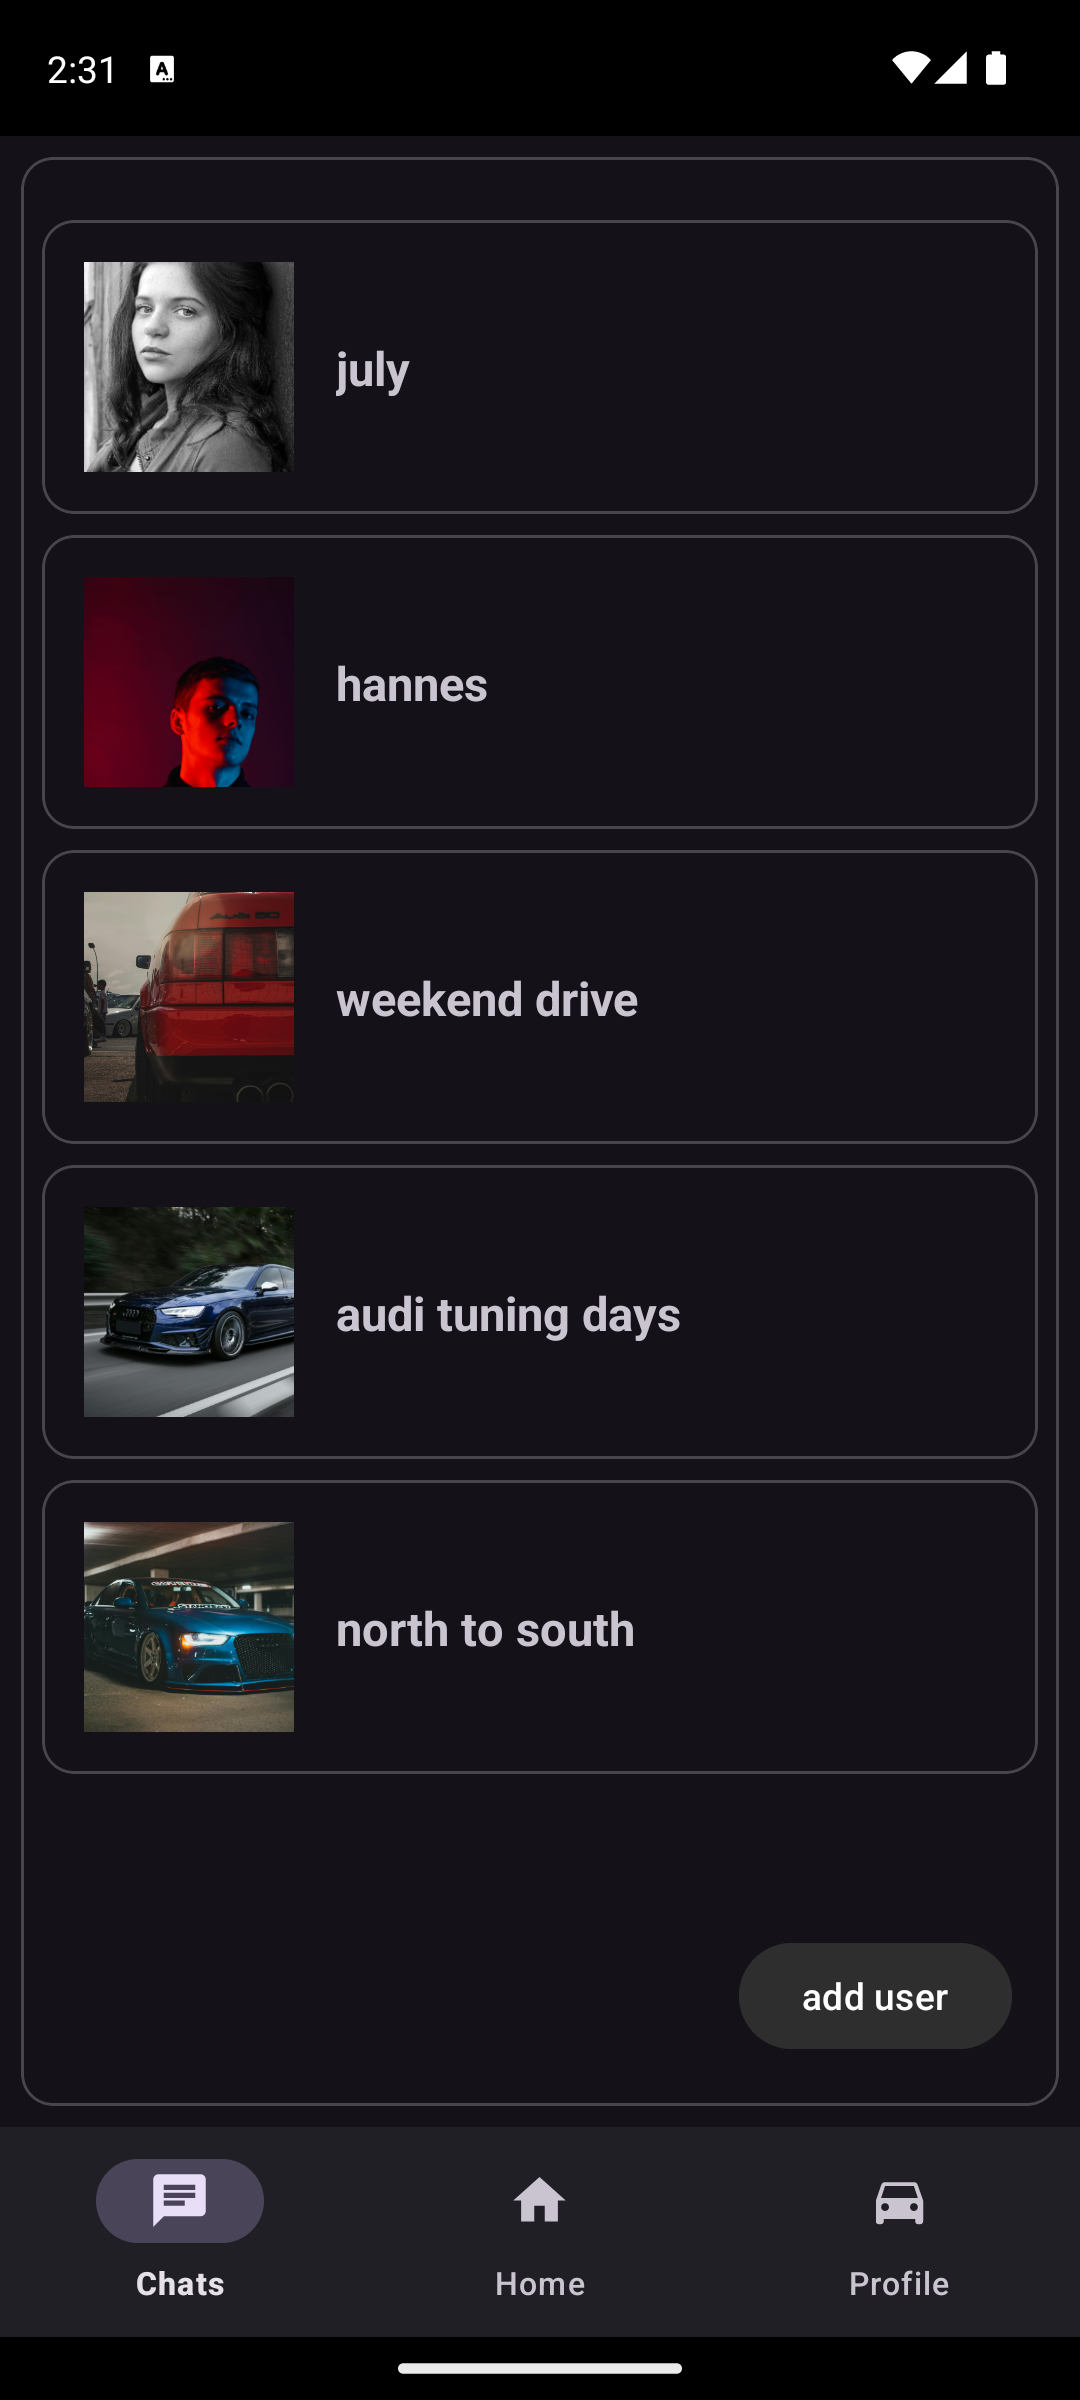 2:31
july
hannes
weekend drive
audi tuning days
north to south
add user
Chats
Home
Profile